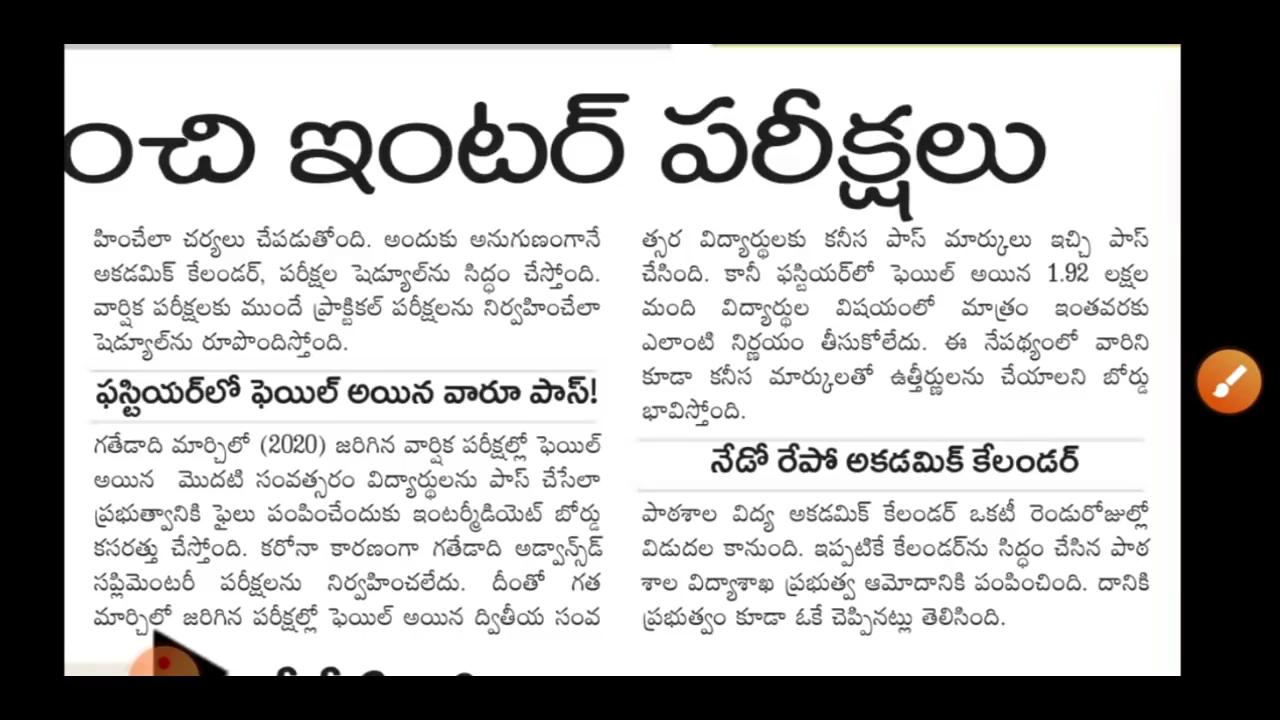 ంచి ఇంటర్ పరీక్షలు
హించేలా చర్యలు చేపడుతోంది. అందుకు అనుగుణంగానే
అకడమిక్ కేలండర్, పరీక్షల షెడ్యూల్‌ను సిద్ధం చేస్తోంది.
వార్షిక పరీక్షలకు ముందే ప్రాక్టికల్ పరీక్షలను నిర్వహించేలా
షెడ్యూల్‌ను రూపొందిస్తోంది.
ఫస్టియర్‌లో ఫెయిల్ అయిన వారూ పాస్!
గతేడాది మార్చిలో (2020) జరిగిన వార్షిక పరీక్షల్లో ఫెయిల్
అయిన మొదటి సంవత్సరం విద్యార్థులను పాస్ చేసేలా
ప్రభుత్వానికి ఫైలు పంపించేందుకు ఇంటర్మీడియెట్ బోర్డు
కసరత్తు చేస్తోంది. కరోనా కారణంగా గతేడాది అడ్వాన్స్‌డ్
సప్లిమెంటరీ పరీక్షలను నిర్వహించలేదు. దీంతో గత
మార్చిలో జరిగిన పరీక్షల్లో ఫెయిల్ అయిన ద్వితీయ సంవ
త్సర విద్యార్థులకు కనీస పాస్ మార్కులు ఇచ్చి పాస్
చేసింది. కానీ ఫస్టియర్‌లో ఫెయిల్ అయిన 1.92 లక్షల
మంది విద్యార్థుల విషయంలో మాత్రం ఇంతవరకు
ఎలాంటి నిర్ణయం తీసుకోలేదు. ఈ నేపథ్యంలో వారిని
కూడా కనీస మార్కులతో ఉత్తీర్ణులను చేయాలని బోర్డు
భావిస్తోంది.
నేడో రేపో అకడమిక్ కేలండర్
పాఠశాల విద్య అకడమిక్ కేలండర్ ఒకటీ రెండురోజుల్లో
విడుదల కానుంది. ఇప్పటికే కేలండర్‌ను సిద్ధం చేసిన పాఠ
శాల విద్యాశాఖ ప్రభుత్వ ఆమోదానికి పంపించింది. దానికి
ప్రభుత్వం కూడా ఓకే చెప్పినట్లు తెలిసింది.